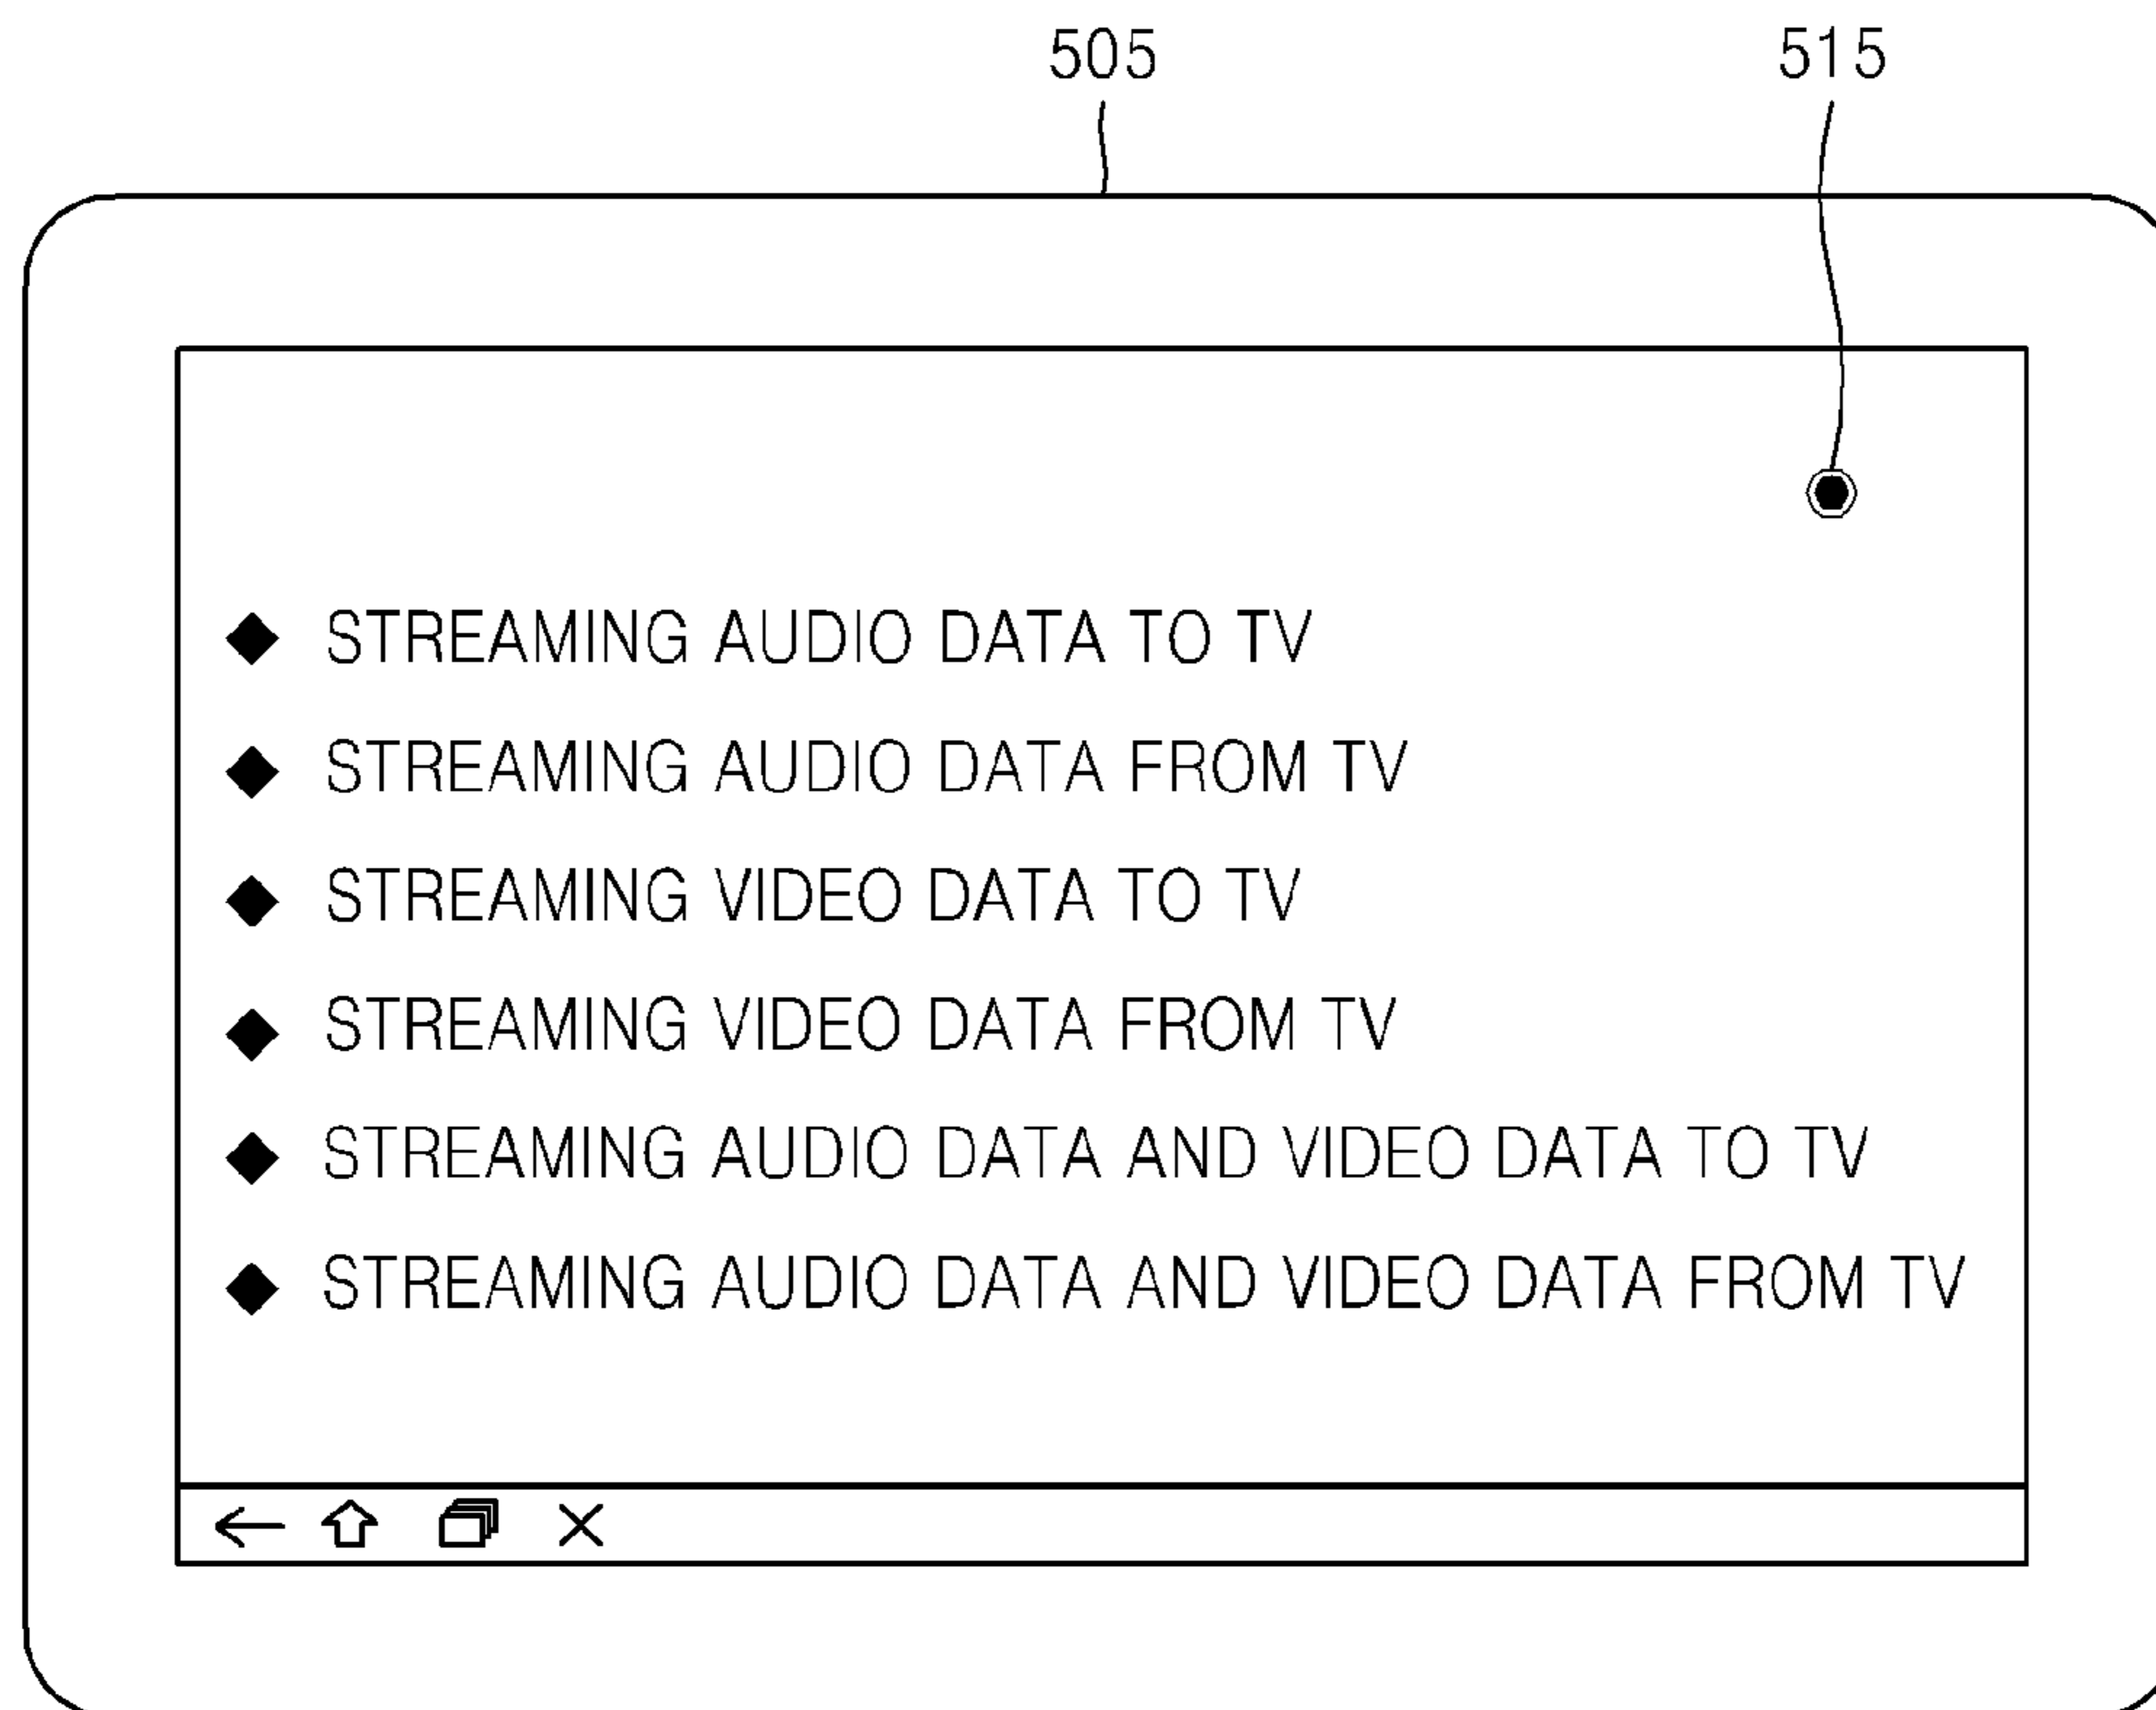 505 515
STREAMING AUDIO DATA TO TV
STREAMING AUDIO DATA FROM TV
STREAMING VIDEO DATA TO TV
STREAMING VIDEO DATA FROM TV
STREAMING AUDIO DATA AND VIDEO DATA TO TV
STREAMING AUDIO DATA AND VIDEO DATA FROM TV